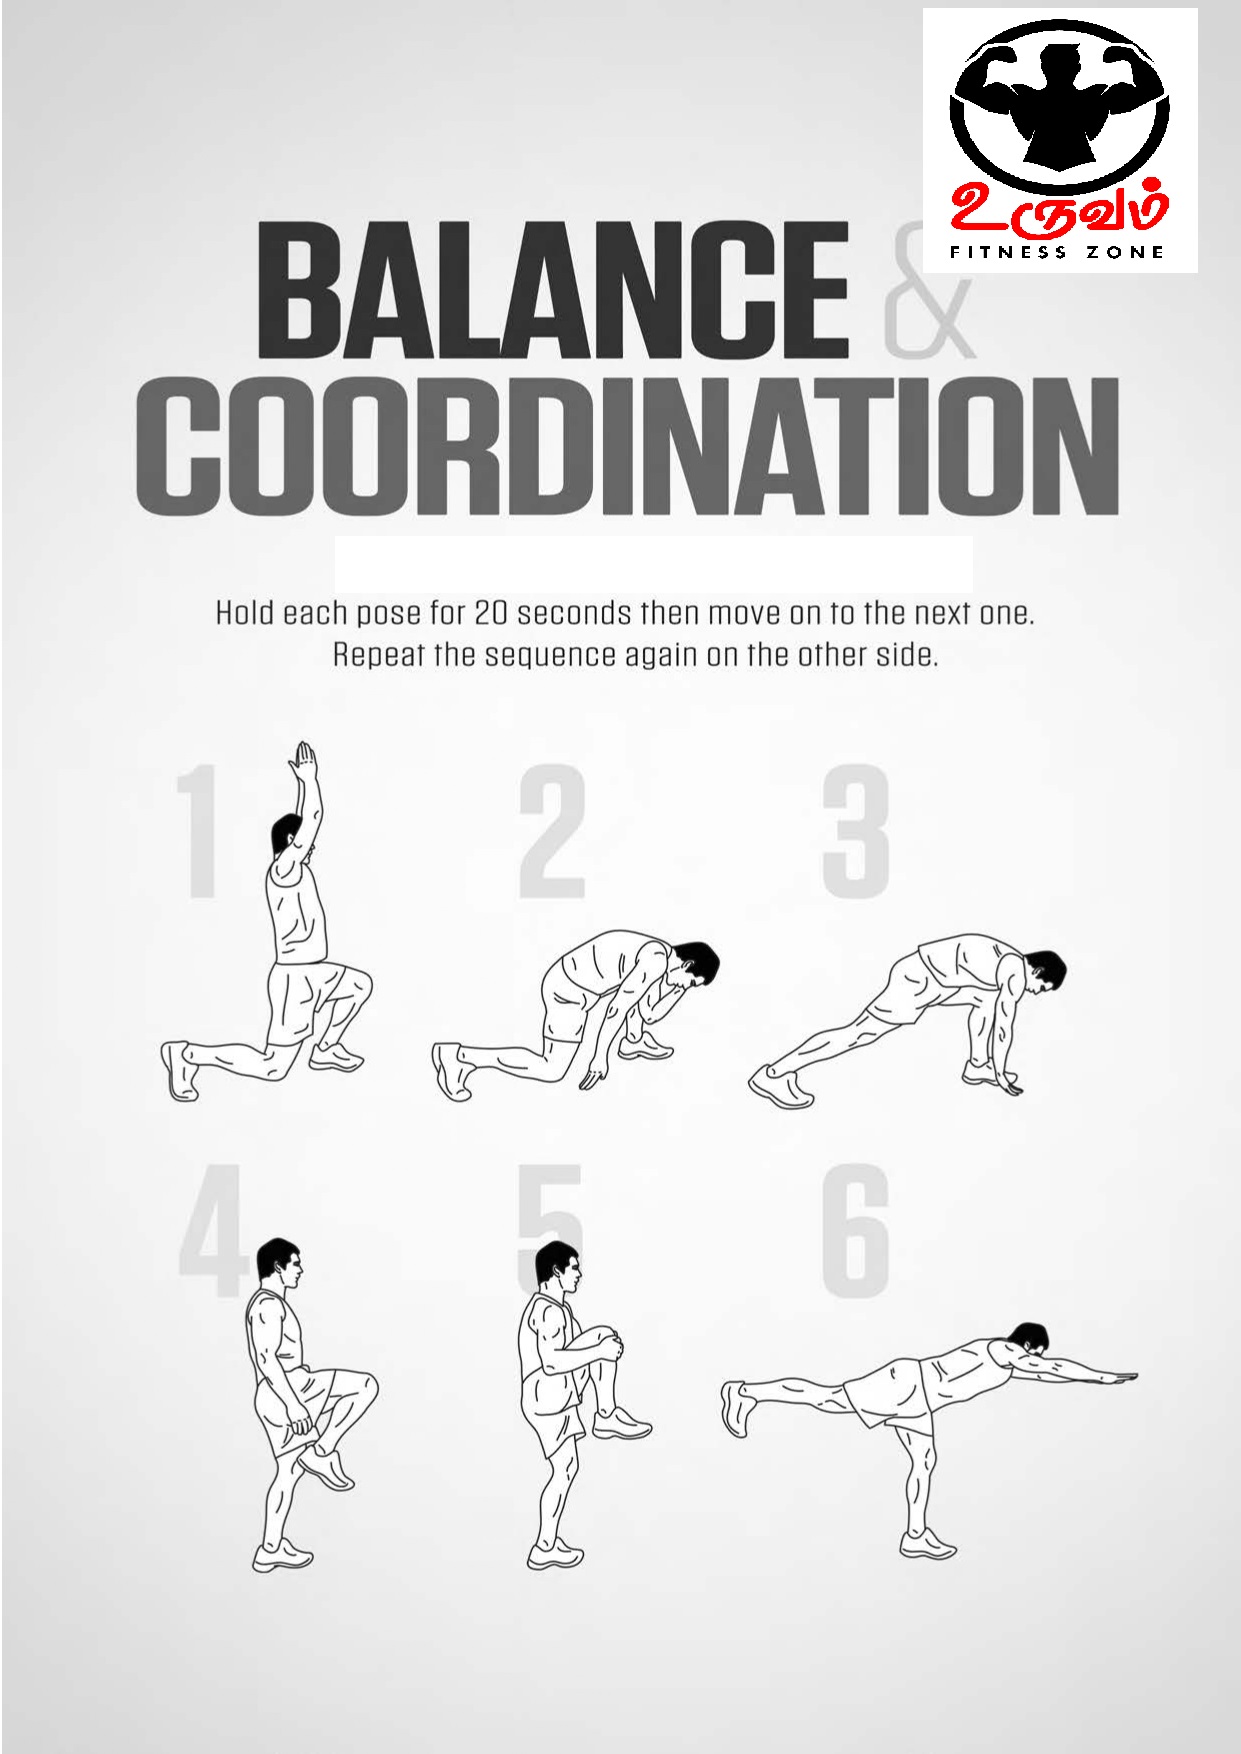 உருவம்
FITNESS ZONE
BALANCE &
COORDINATION
Hold each pose for 20 seconds then move on to the next one.
Repeat the sequence again on the other side.
1 2 3
4 5 6